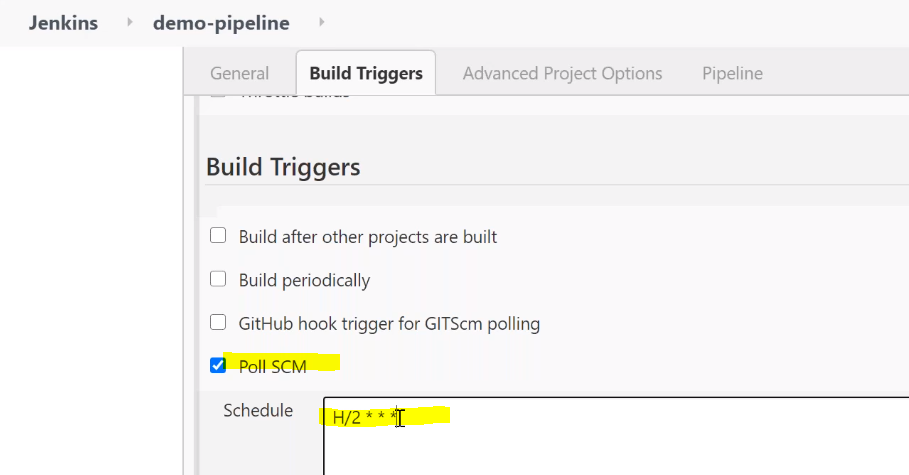 Jenkins demo-pipeline
General Build Triggers Advanced Project Options Pipeline
Throttle builds
Build Triggers
Build after other projects are built
Build periodically
GitHub hook trigger for GITScm polling
Poll SCM
Schedule H/2 * * *